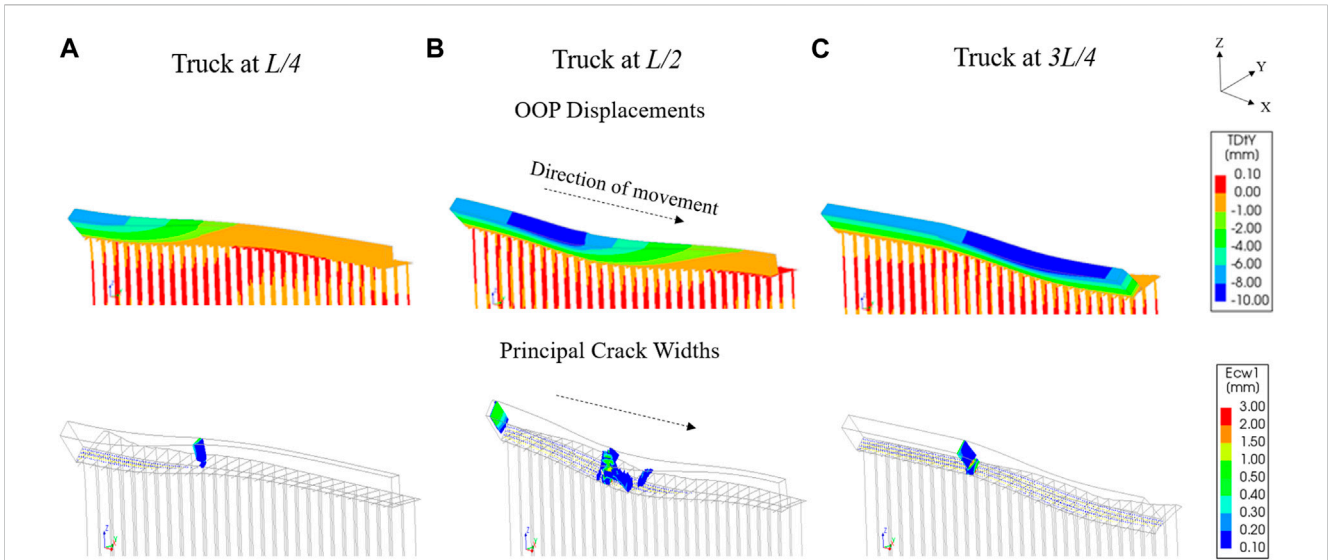 A
Truck at L/4
B
Truck at L/2
C
Truck at 3L/4
Z
Y
X
OOP Displacements
Direction of movement
TDtY
(mm)
0.10
0.00
-1.00
-2.00
-4.00
-6.00
-8.00
-10.00
Principal Crack Widths
Ecw1
(mm)
3.00
2.00
1.50
1.00
0.50
0.40
0.30
0.20
0.10